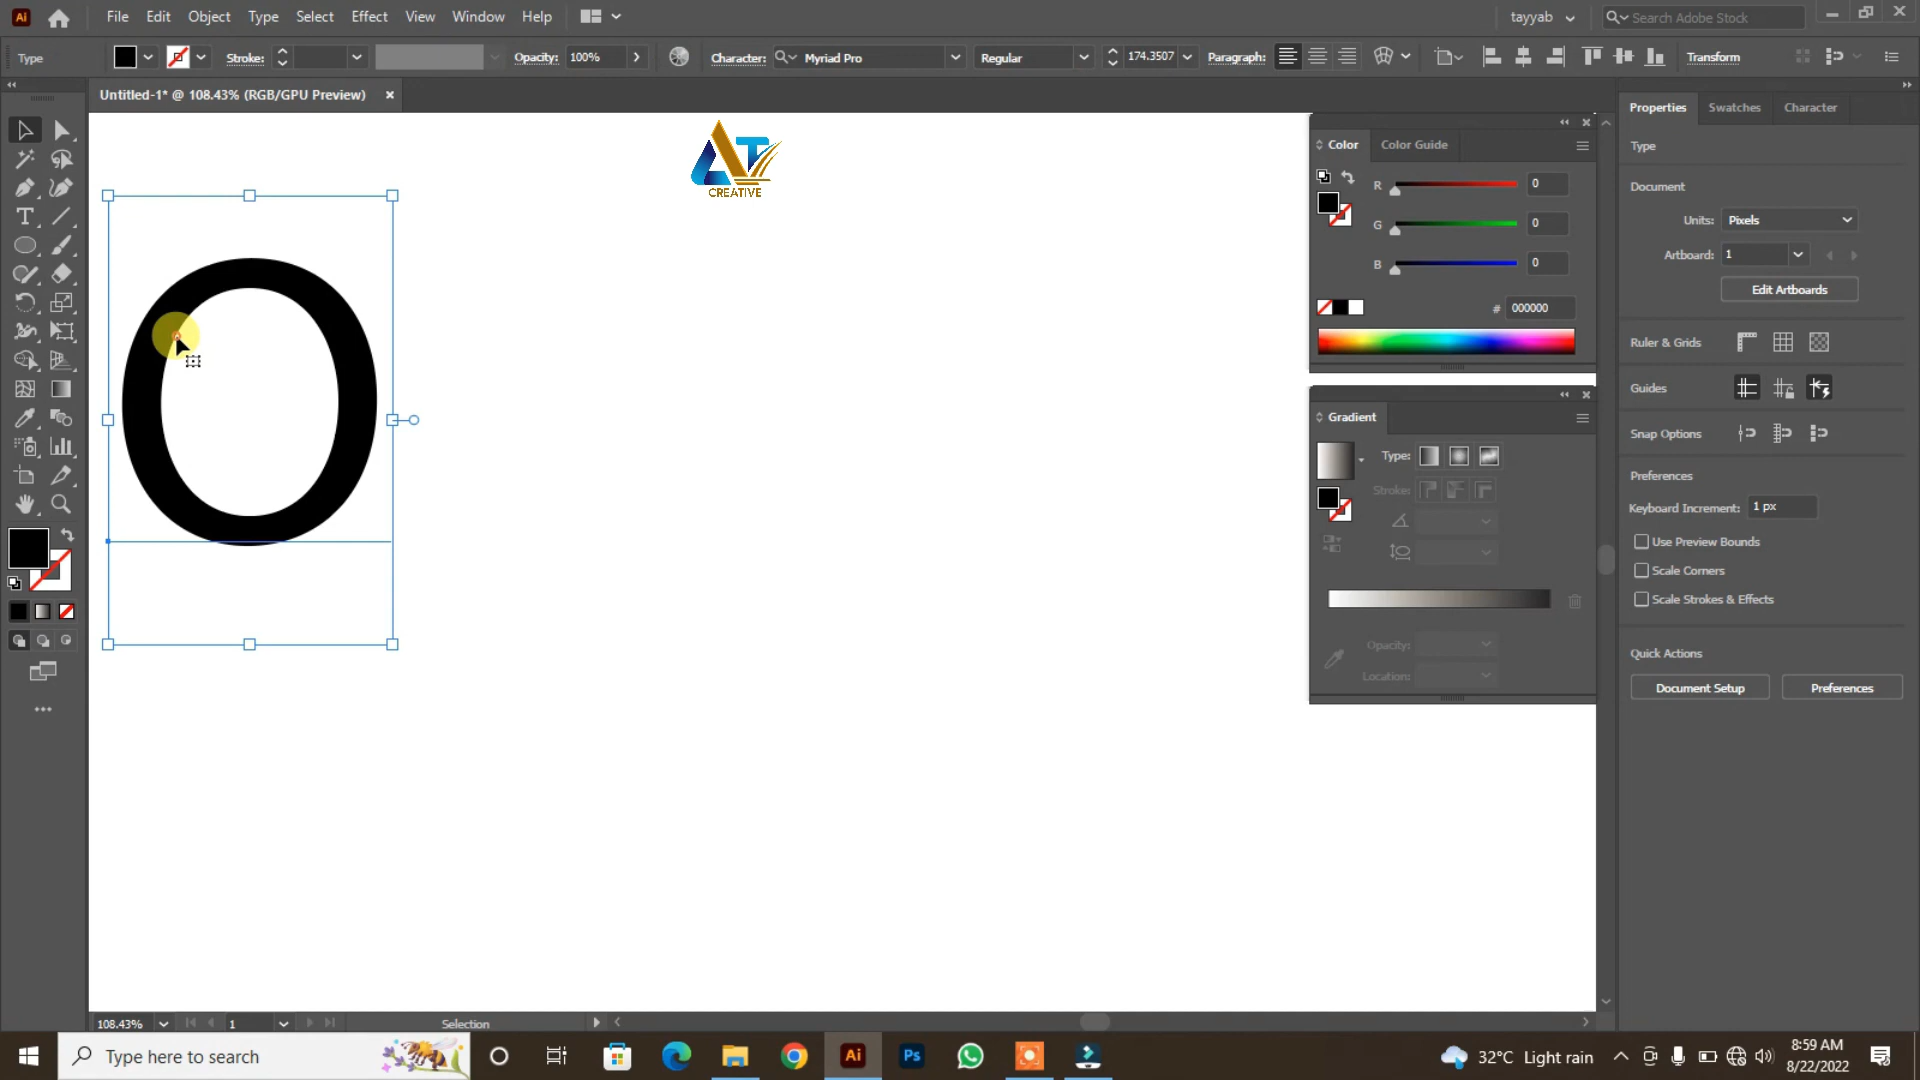 Ai File Edit Object Type Select Effect View Window Help tayyab Search Adobe Stock
Type Stroke: Opacity: 100% Character: Myriad Pro Regular 174.3507 Paragraph: Transform
Untitled-1* @ 108.43% (RGB/GPU Preview)
AT
CREATIVE
O
Color Color Guide
R 0
G 0
B 0
# 000000
Gradient
Type:
Stroke:
Opacity:
Location:
Properties Swatches Character
Type
Document
Units: Pixels
Artboard: 1
Edit Artboards
Ruler & Grids
Guides
Snap Options
Preferences
Keyboard Increment: 1 px
Use Preview Bounds
Scale Corners
Scale Strokes & Effects
Quick Actions
Document Setup Preferences
108.43% 1 Selection
Type here to search Ai Ps 32°C Light rain 8:59 AM
8/22/2022